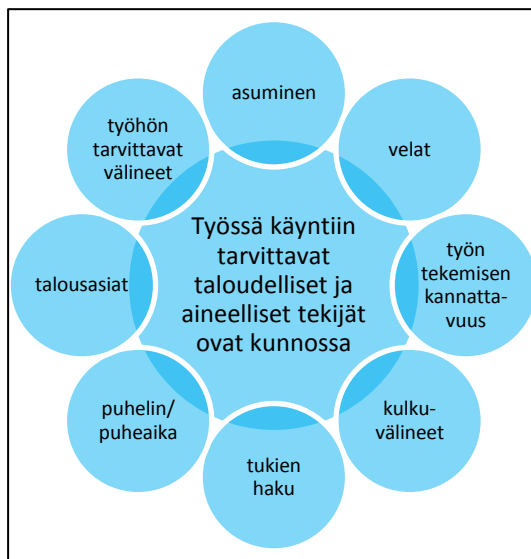 asuminen
velat
työn
tekemisen
kannatta-
vuus
kulku-
välineet
tukien
haku
puhelin/
puheaika
talousasiat
työhön
tarvittavat
välineet
Työssä käyntiin
tarvittavat
taloudelliset ja
aineelliset tekijät
ovat kunnossa